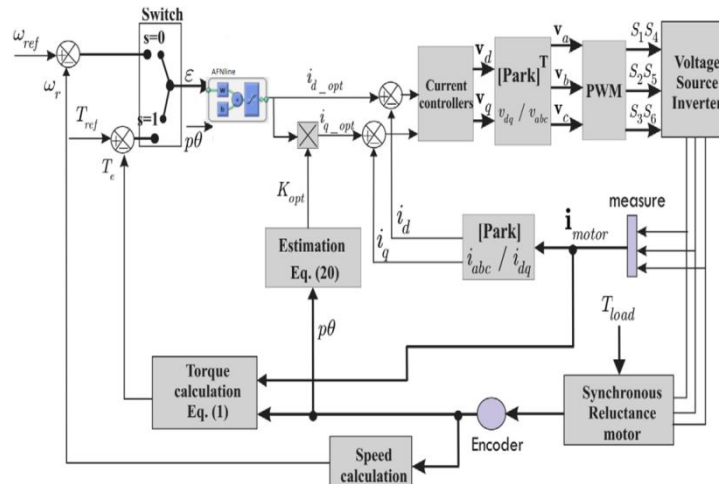 Switch
ω_ref
s=0
ω_r
ε
AFNline
w
b
T_ref
s=1
pθ
T_e
i_d_opt
i_q_opt
K_opt
Estimation
Eq. (20)
pθ
Current
controllers
v_d
v_q
[Park]^T
v_dq / v_abc
v_a
v_b
v_c
PWM
S_1S_4
S_2S_5
S_3S_6
Voltage
Source
Inverter
measure
i_motor
[Park]
i_abc / i_dq
i_d
i_q
T_load
Torque
calculation
Eq. (1)
Synchronous
Reluctance
motor
Encoder
Speed
calculation